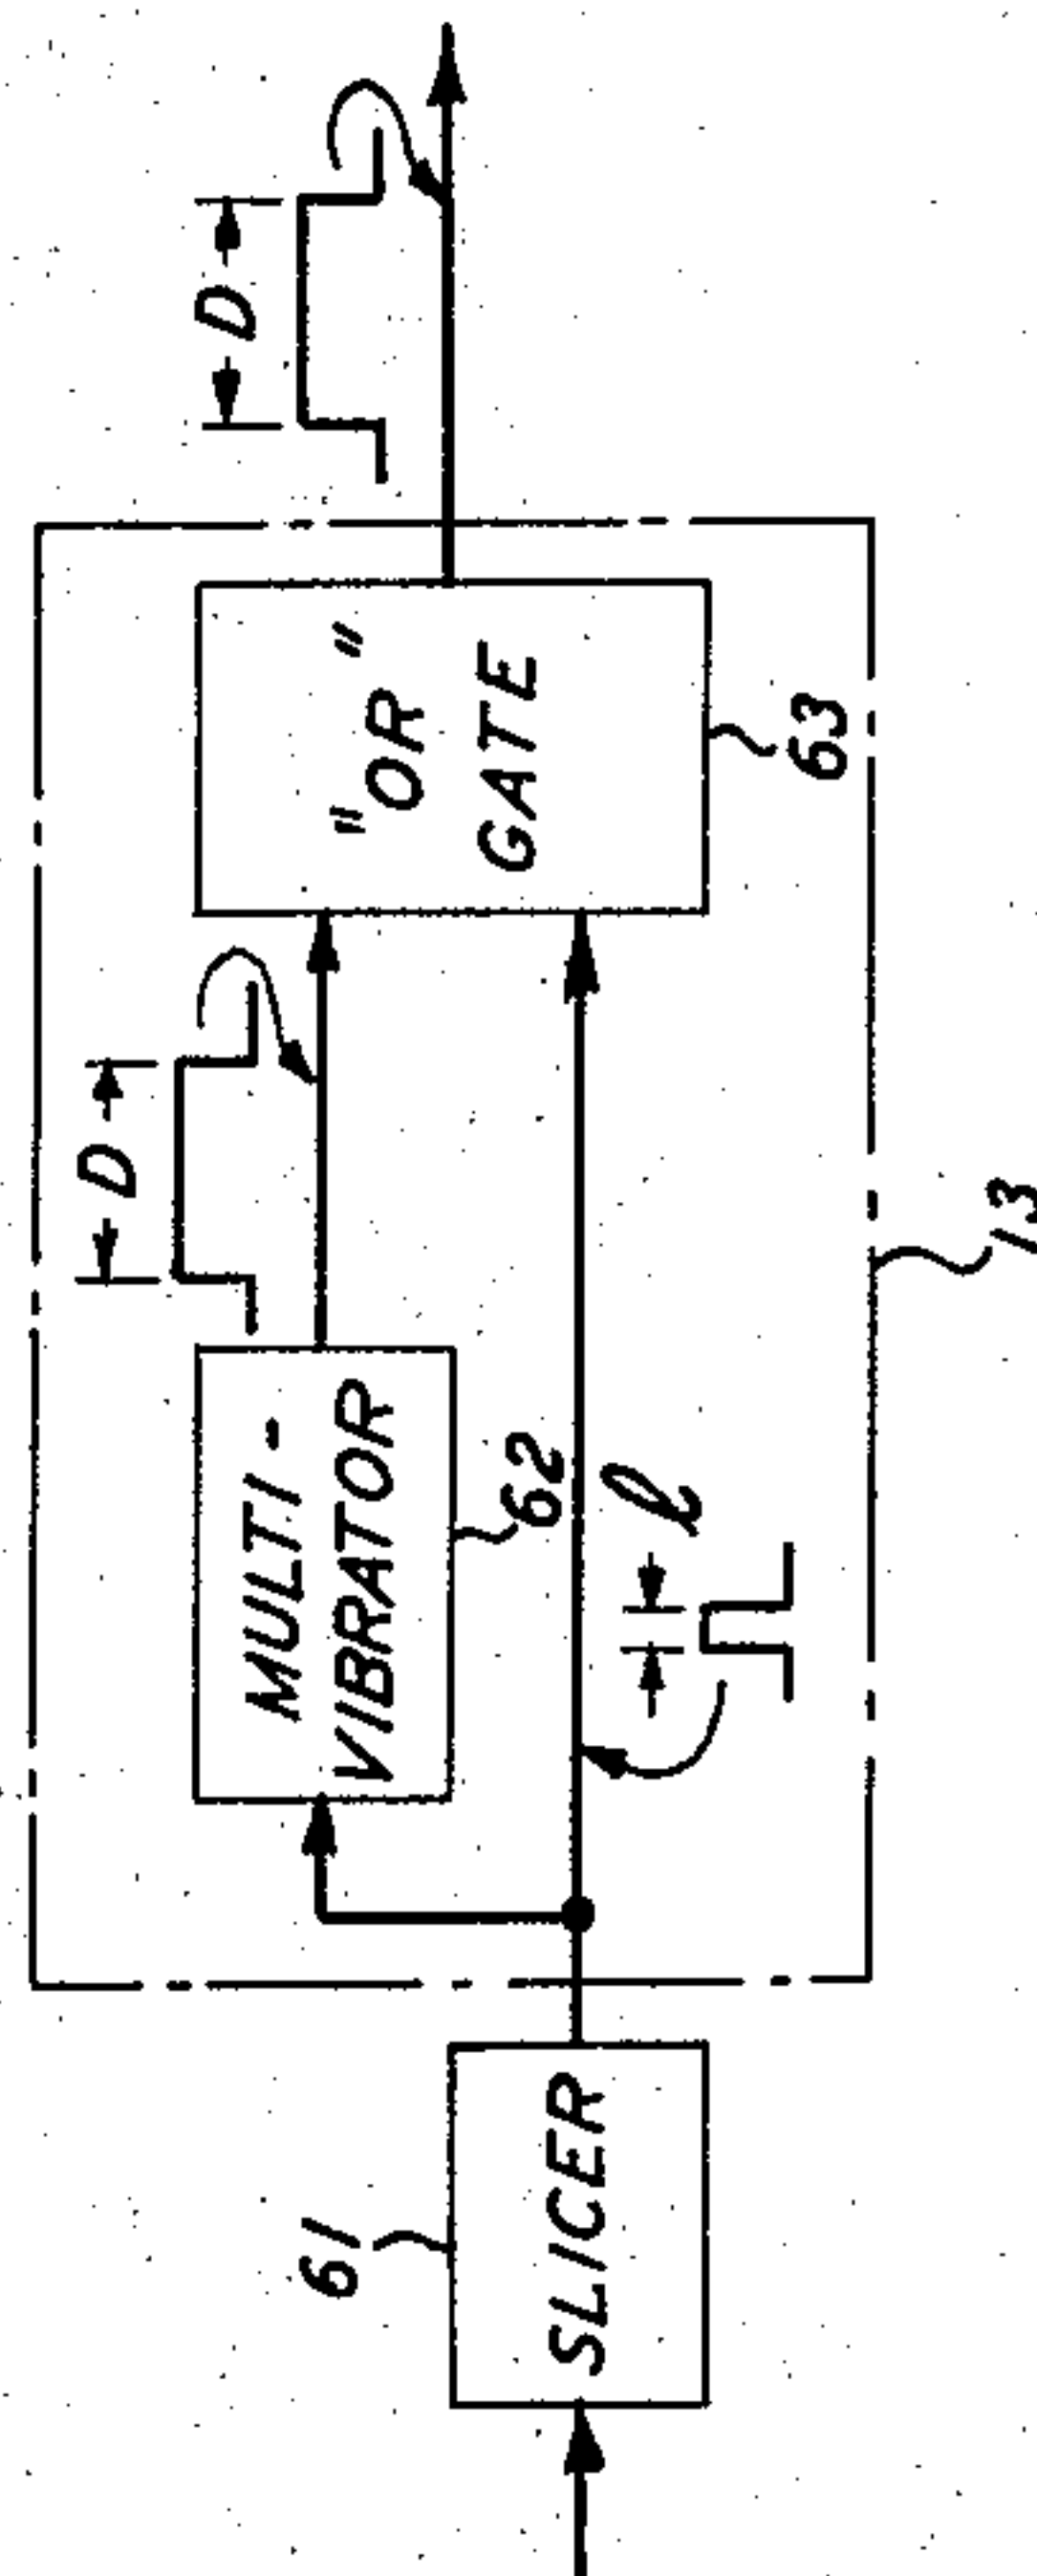 61
SLICER
MULTI-
VIBRATOR
62
l
D
"OR"
GATE
63
D
13